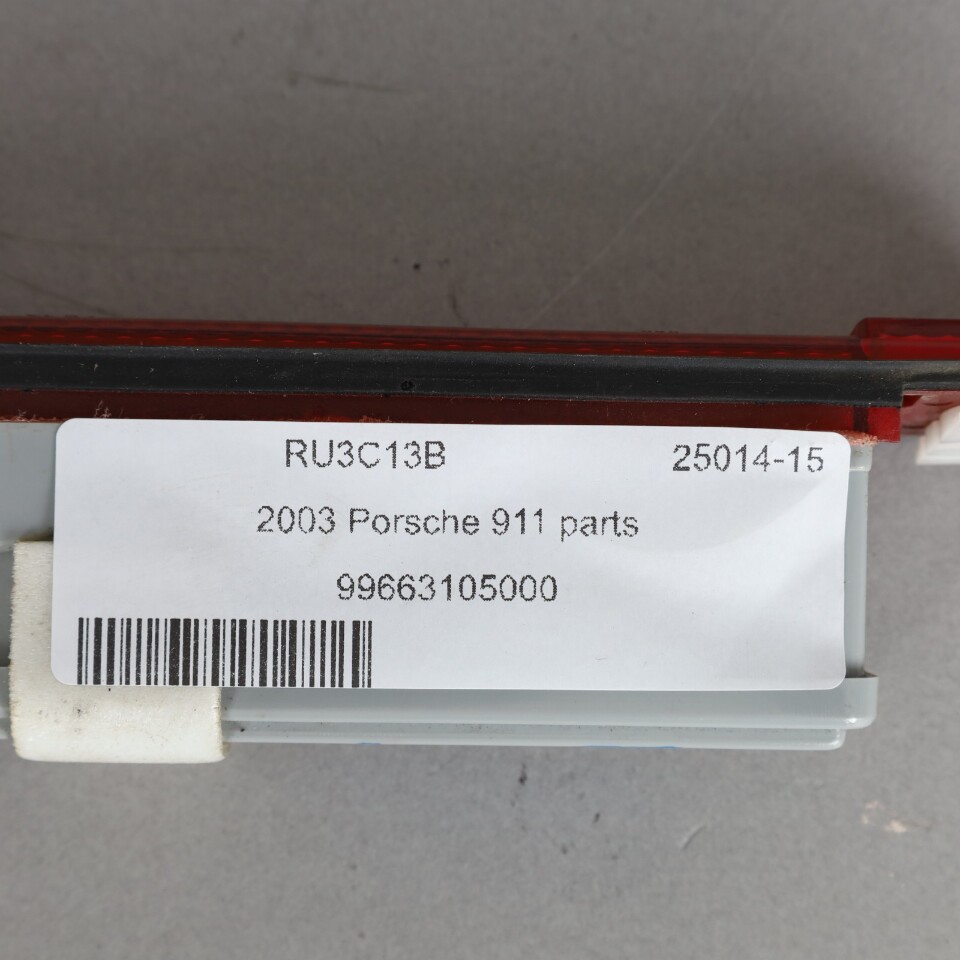 RU3C13B 25014-15
2003 Porsche 911 parts
99663105000